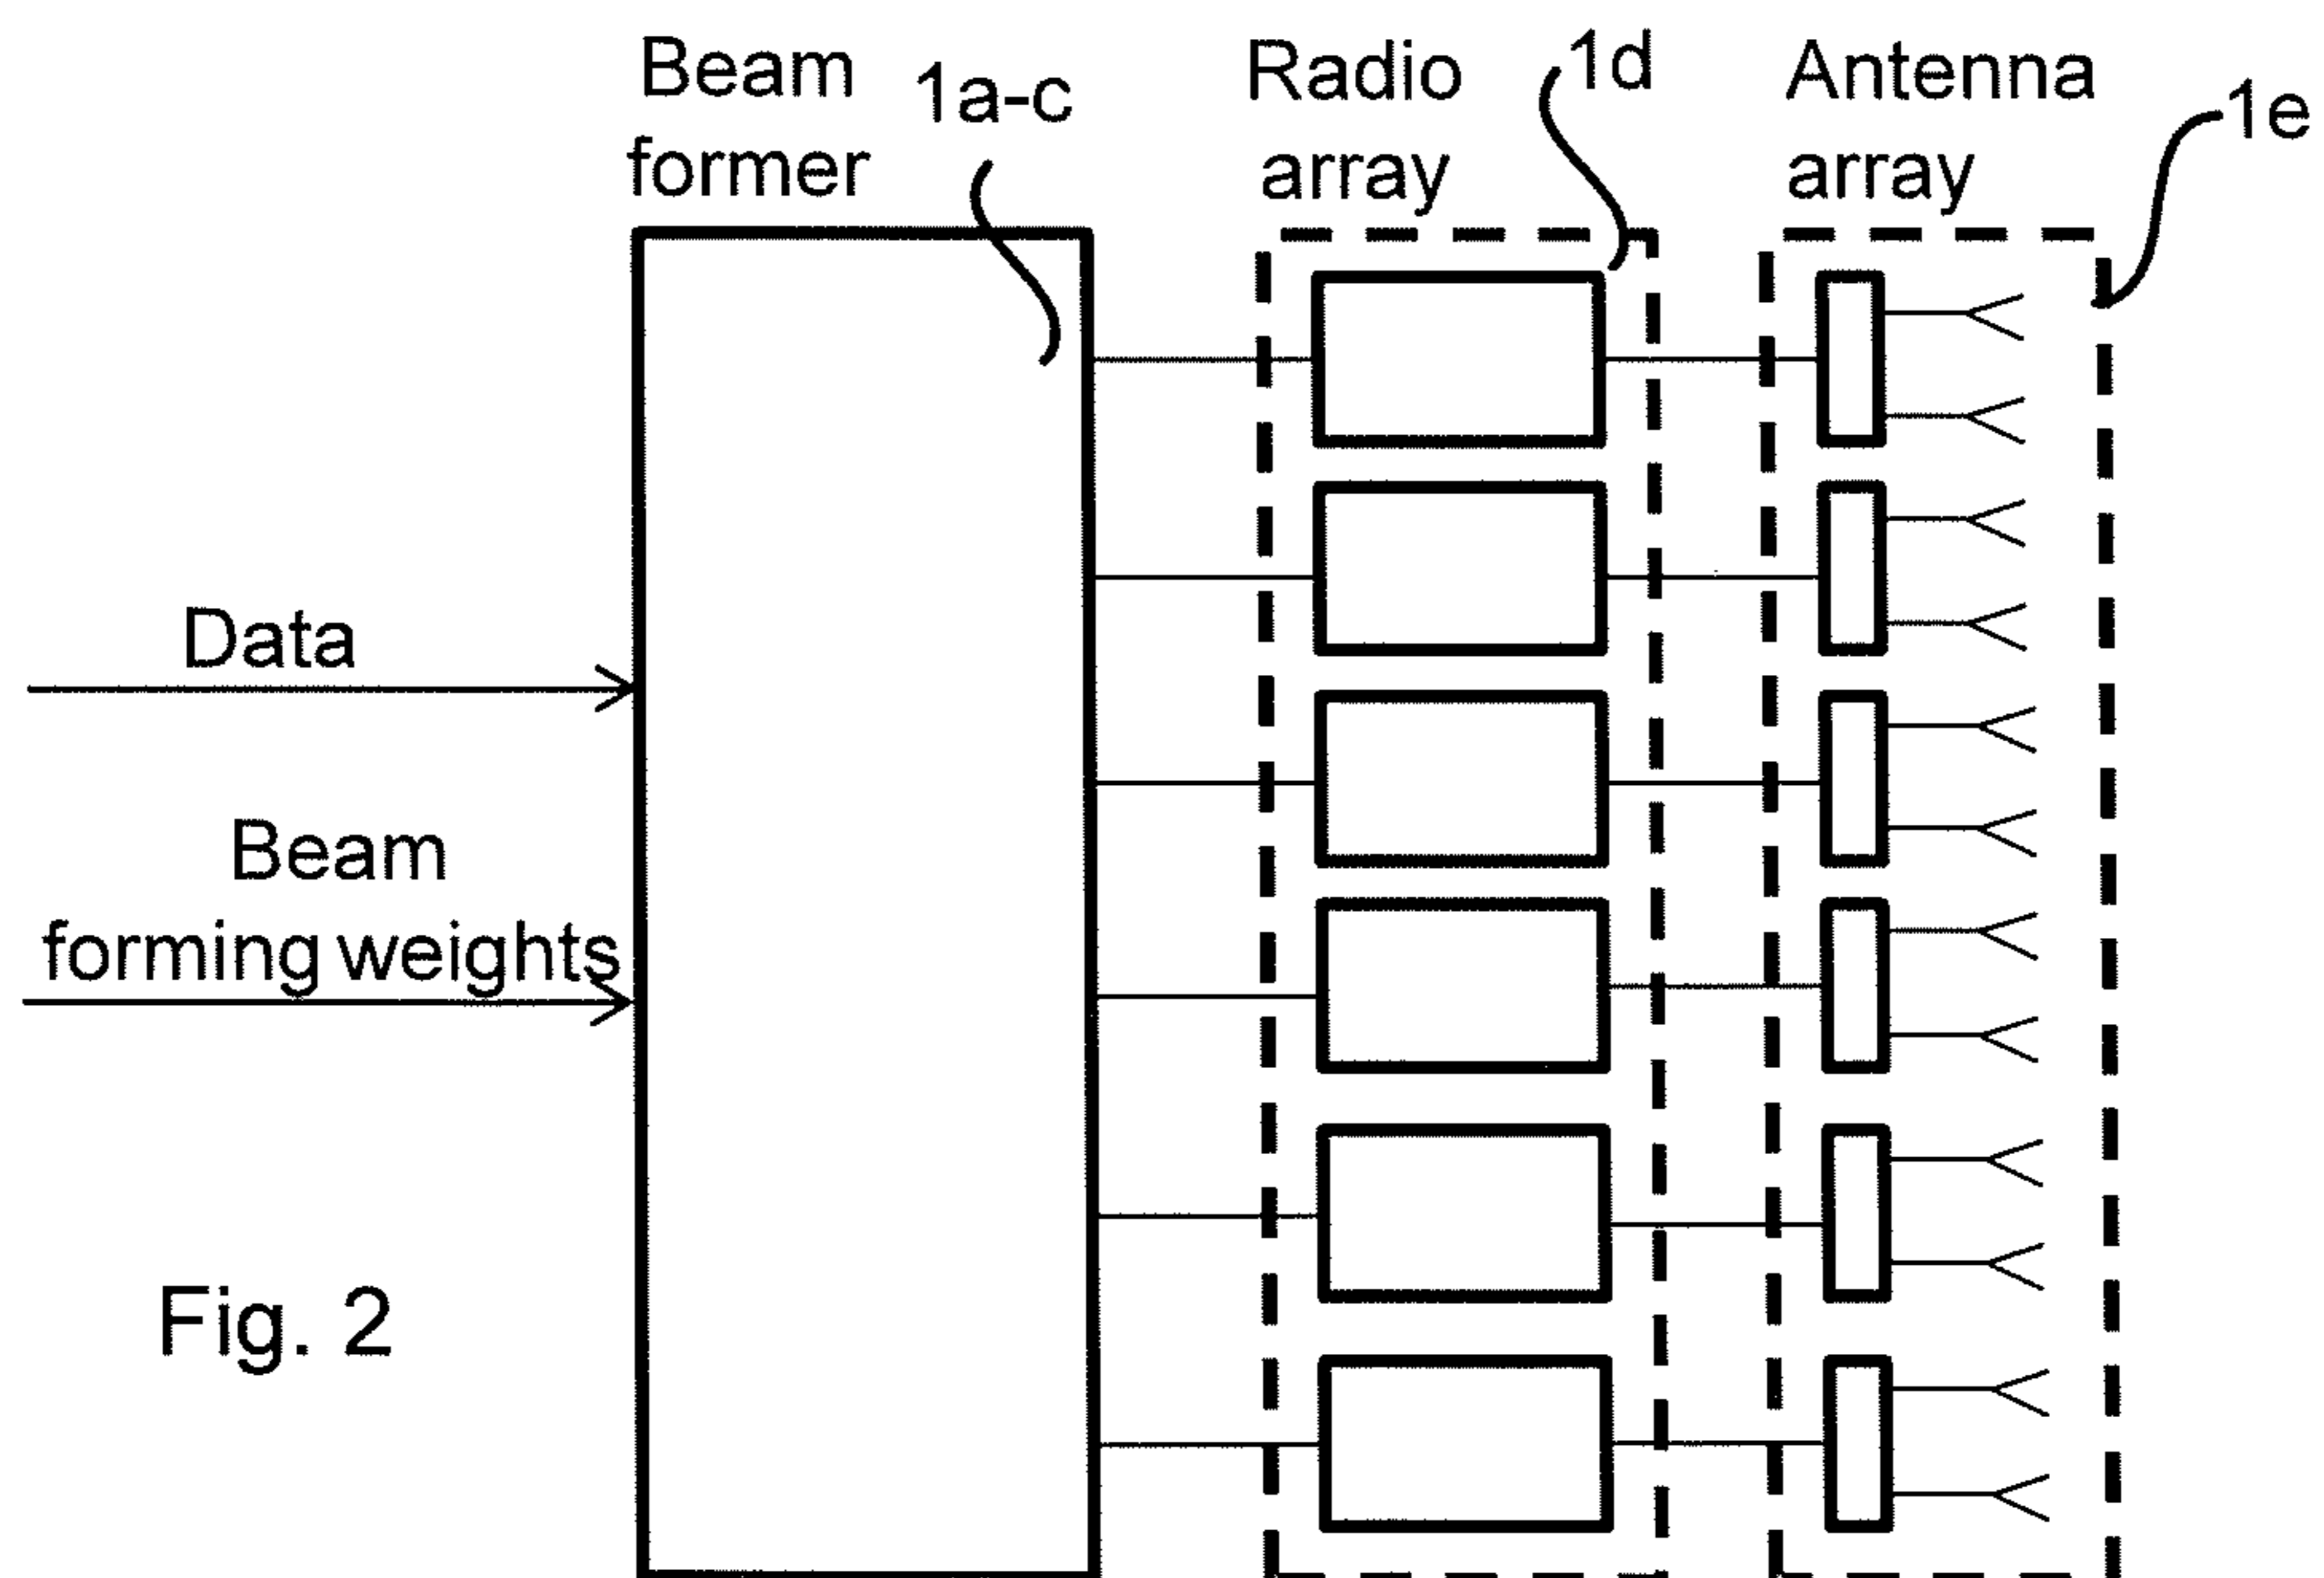 Beam
former
1a-c
Radio
array
1d
Antenna
array
1e
Data
Beam
forming weights
Fig. 2